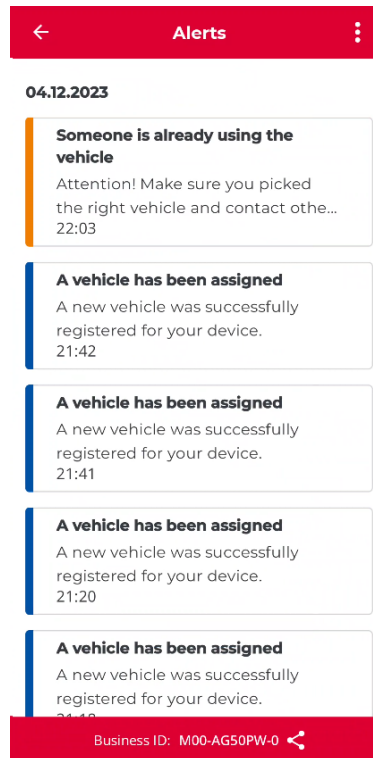 Alerts
04.12.2023
Someone is already using the
vehicle
Attention! Make sure you picked
the right vehicle and contact othe...
22:03
A vehicle has been assigned
A new vehicle was successfully
registered for your device.
21:42
A vehicle has been assigned
A new vehicle was successfully
registered for your device.
21:41
A vehicle has been assigned
A new vehicle was successfully
registered for your device.
21:20
A vehicle has been assigned
A new vehicle was successfully
registered for your device.
Business ID: M00-AG50PW-0